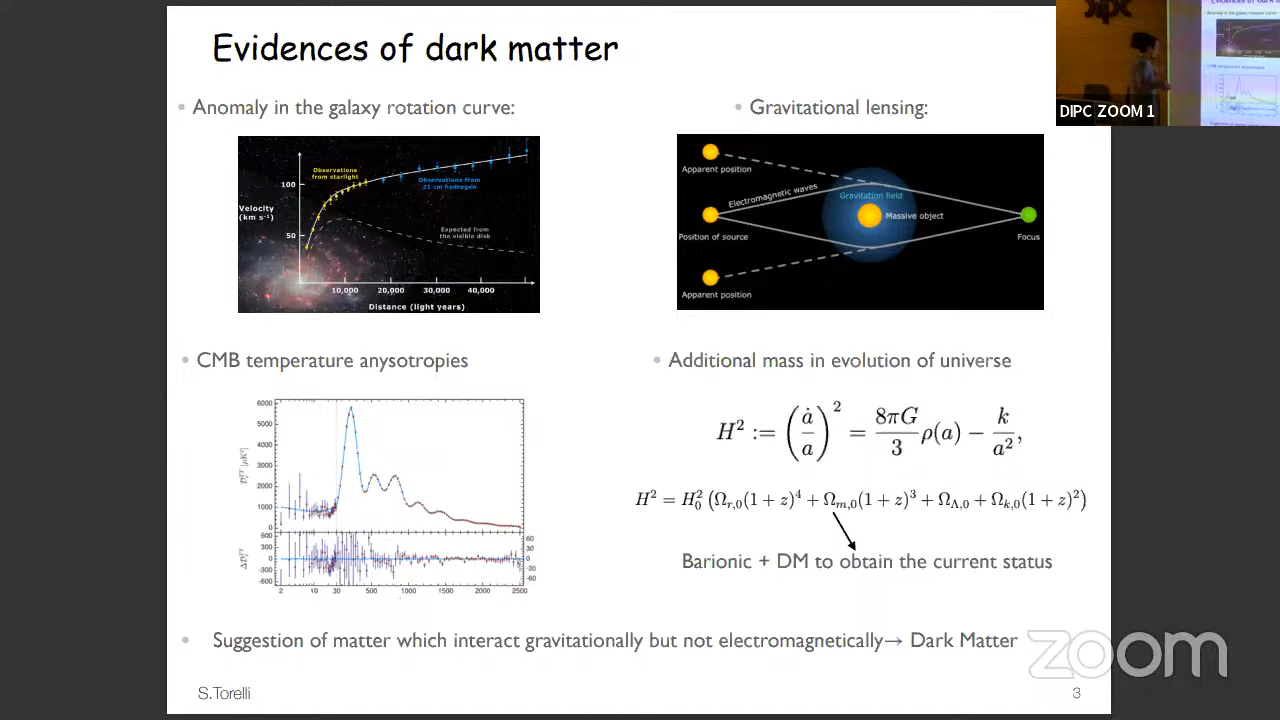 Evidences of dark matter
• Anomaly in the galaxy rotation curve:
Observations
from starlight
Observations from
21 cm hydrogen
100
Velocity
(km s⁻¹)
50
Expected from
the visible disk
10,000 20,000 30,000 40,000
Distance (light years)
• Gravitational lensing:
Apparent position
Electromagnetic waves
Gravitation field
Massive object
Position of source
Focus
Apparent position
• CMB temperature anysotropies
6000
5000
4000
3000
2000
1000
0
D_ℓ^TT [μK²]
600
300
0
-300
-600
ΔD_ℓ^TT
60
30
0
-30
-60
2 10 30 500 1000 1500 2000 2500
• Additional mass in evolution of universe
H² := (ȧ/a)² = 8πG/3 ρ(a) − k/a²,
H² = H₀² (Ω_{r,0}(1 + z)⁴ + Ω_{m,0}(1 + z)³ + Ω_{Λ,0} + Ω_{k,0}(1 + z)²)
Barionic + DM to obtain the current status
• Suggestion of matter which interact gravitationally but not electromagnetically→ Dark Matter
S.Torelli
3
DIPC ZOOM 1
zoom